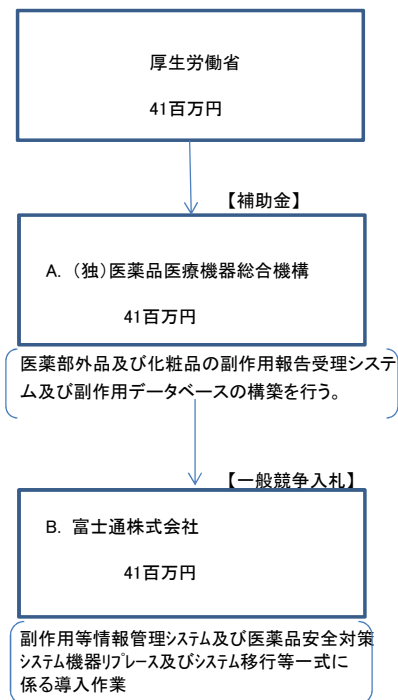 厚生労働省
41百万円
【補助金】
A. （独）医薬品医療機器総合機構
41百万円
医薬部外品及び化粧品の副作用報告受理システ
ム及び副作用データベースの構築を行う。
【一般競争入札】
B. 富士通株式会社
41百万円
副作用等情報管理ｼｽﾃﾑ及び医薬品安全対策
ｼｽﾃﾑ機器ﾘﾌﾟﾚｰｽ及びｼｽﾃﾑ移行等一式に
係る導入作業